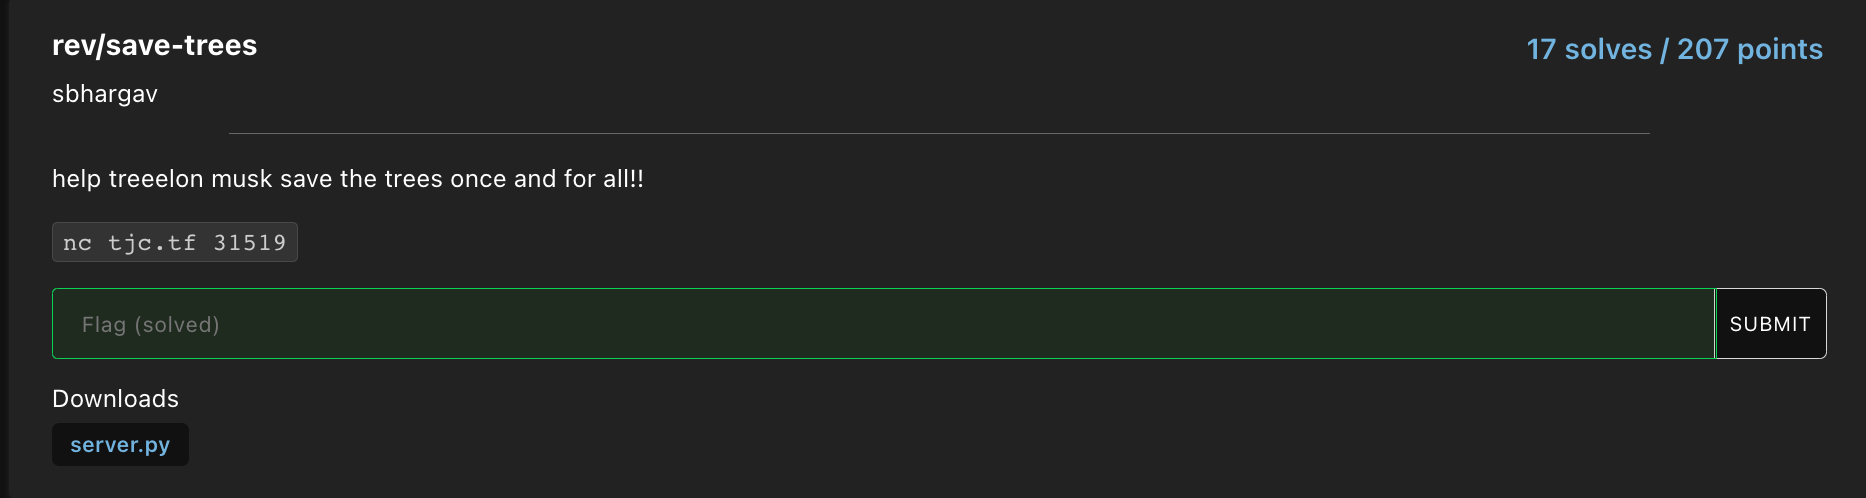 rev/save-trees
17 solves / 207 points
sbhargav
help treeelon musk save the trees once and for all!!
nc tjc.tf 31519
Flag (solved)
SUBMIT
Downloads
server.py